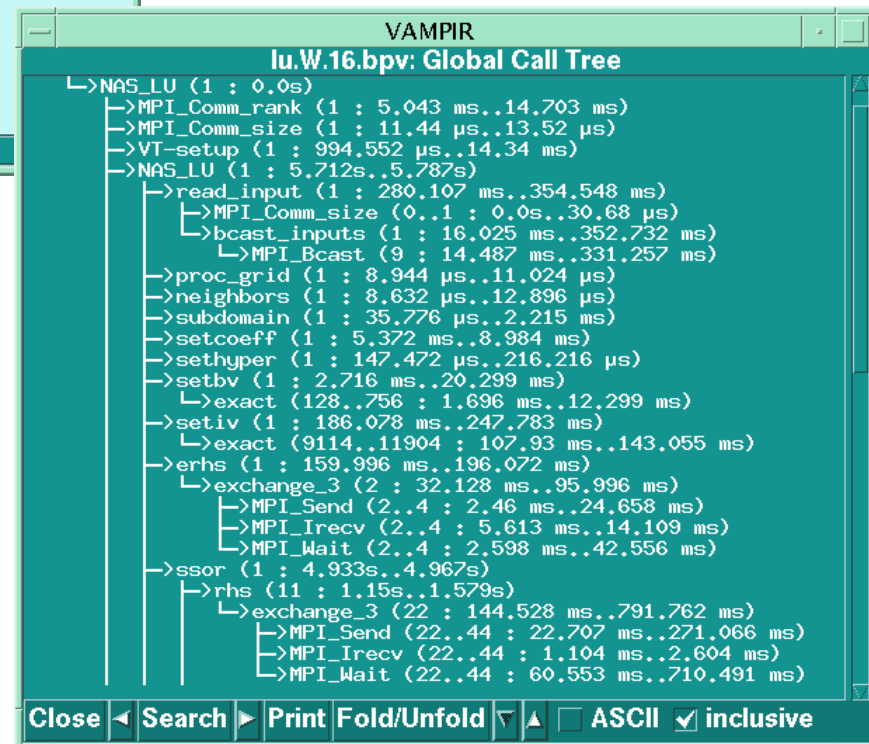 VAMPIR
lu.W.16.bpv: Global Call Tree
└─>NAS_LU (1 : 0.0s)
├─>MPI_Comm_rank (1 : 5.043 ms..14.703 ms)
├─>MPI_Comm_size (1 : 11.44 µs..13.52 µs)
├─>VT-setup (1 : 994.552 µs..14.34 ms)
├─>NAS_LU (1 : 5.712s..5.787s)
├─>read_input (1 : 280.107 ms..354.548 ms)
├─>MPI_Comm_size (0..1 : 0.0s..30.68 µs)
└─>bcast_inputs (1 : 16.025 ms..352.732 ms)
└─>MPI_Bcast (9 : 14.487 ms..331.257 ms)
├─>proc_grid (1 : 8.944 µs..11.024 µs)
├─>neighbors (1 : 8.632 µs..12.896 µs)
├─>subdomain (1 : 35.776 µs..2.215 ms)
├─>setcoeff (1 : 5.372 ms..8.984 ms)
├─>sethyper (1 : 147.472 µs..216.216 µs)
├─>setbv (1 : 2.716 ms..20.299 ms)
└─>exact (128..756 : 1.696 ms..12.299 ms)
├─>setiv (1 : 186.078 ms..247.783 ms)
└─>exact (9114..11904 : 107.93 ms..143.055 ms)
├─>erhs (1 : 159.996 ms..196.072 ms)
└─>exchange_3 (2 : 32.128 ms..95.996 ms)
├─>MPI_Send (2..4 : 2.46 ms..24.658 ms)
├─>MPI_Irecv (2..4 : 5.613 ms..14.109 ms)
└─>MPI_Wait (2..4 : 2.598 ms..42.556 ms)
├─>ssor (1 : 4.933s..4.967s)
├─>rhs (11 : 1.15s..1.579s)
└─>exchange_3 (22 : 144.528 ms..791.762 ms)
├─>MPI_Send (22..44 : 22.707 ms..271.066 ms)
├─>MPI_Irecv (22..44 : 1.104 ms..2.604 ms)
└─>MPI_Wait (22..44 : 60.553 ms..710.491 ms)
Close Search Print Fold/Unfold ASCII inclusive